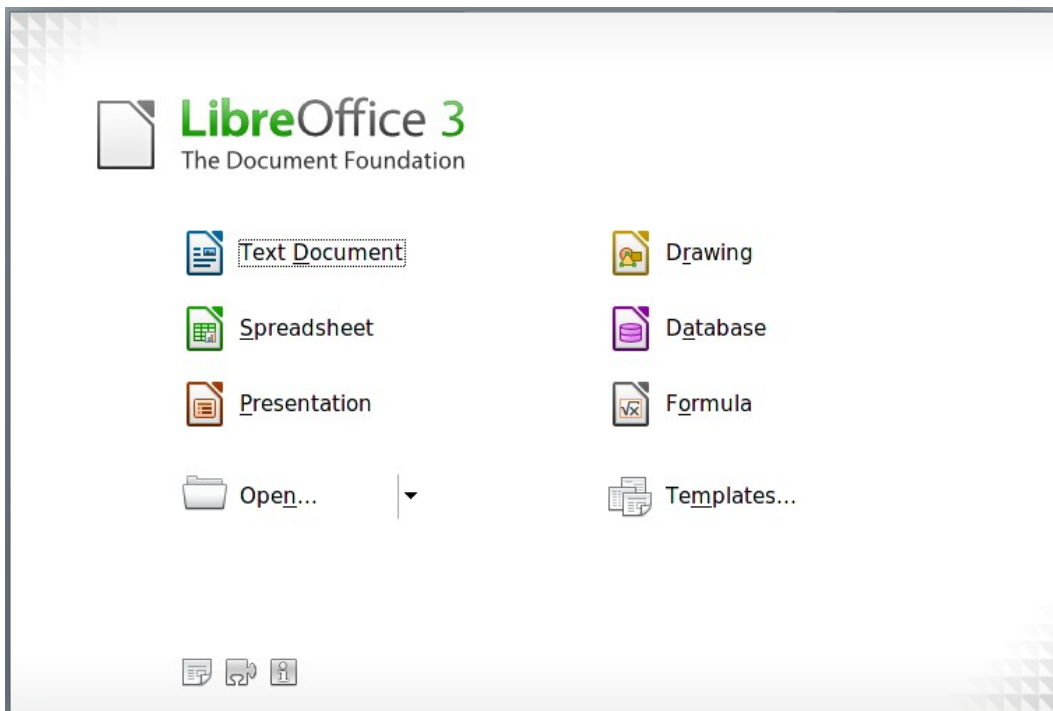 LibreOffice 3
The Document Foundation
Text Document
Drawing
Spreadsheet
Database
Presentation
Formula
Open...
Templates...